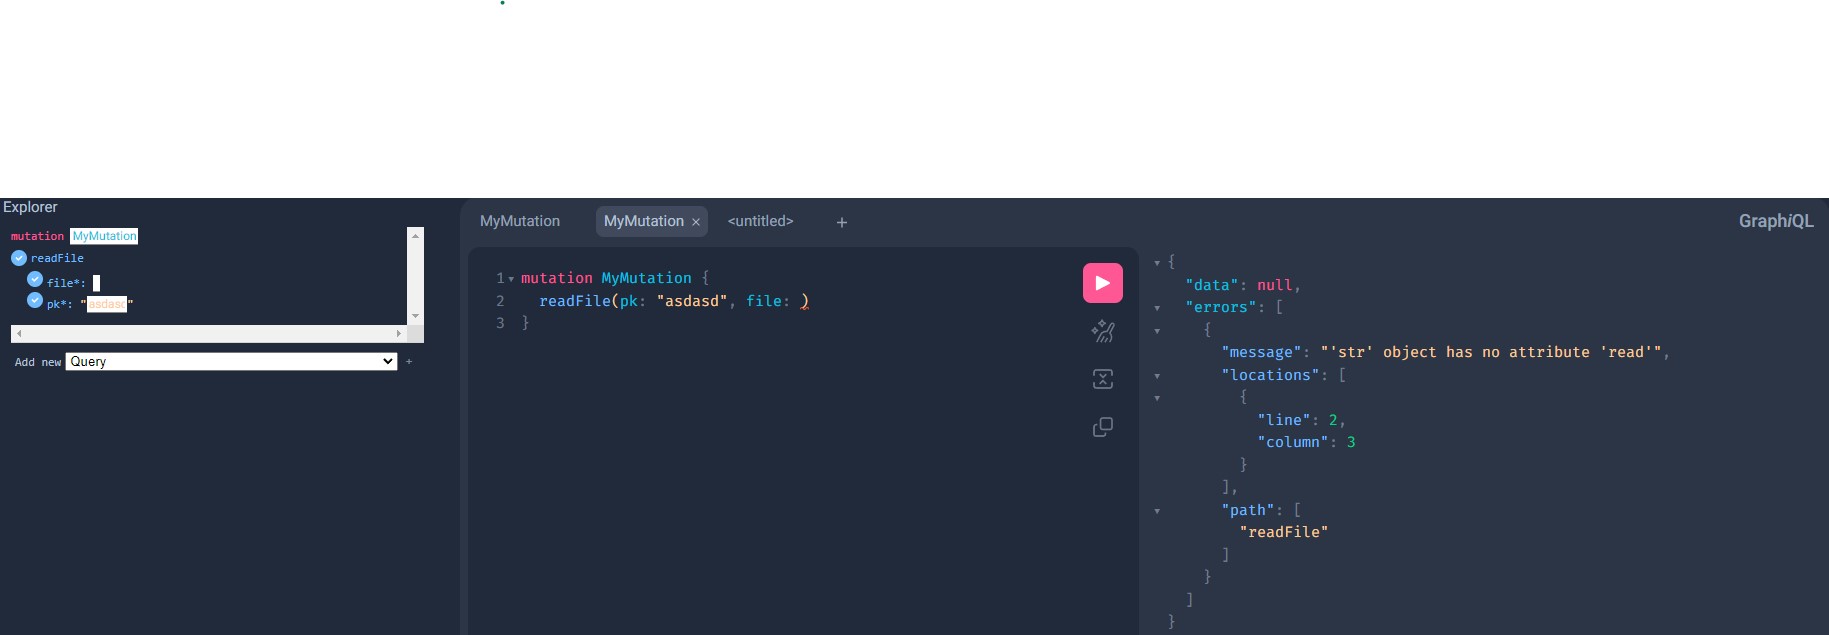 Explorer
mutation MyMutation
readFile
file*:
pk*: "asdasd"
Add new Query +
MyMutation MyMutation × <untitled> +
GraphiQL
1 mutation MyMutation {
2 readFile(pk: "asdasd", file: )
3 }
{
"data": null,
"errors": [
{
"message": "'str' object has no attribute 'read'",
"locations": [
{
"line": 2,
"column": 3
}
],
"path": [
"readFile"
]
}
]
}